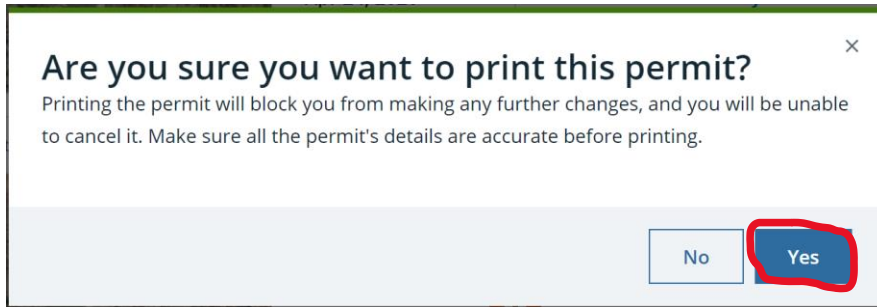 Are you sure you want to print this permit?
Printing the permit will block you from making any further changes, and you will be unable
to cancel it. Make sure all the permit's details are accurate before printing.
No
Yes